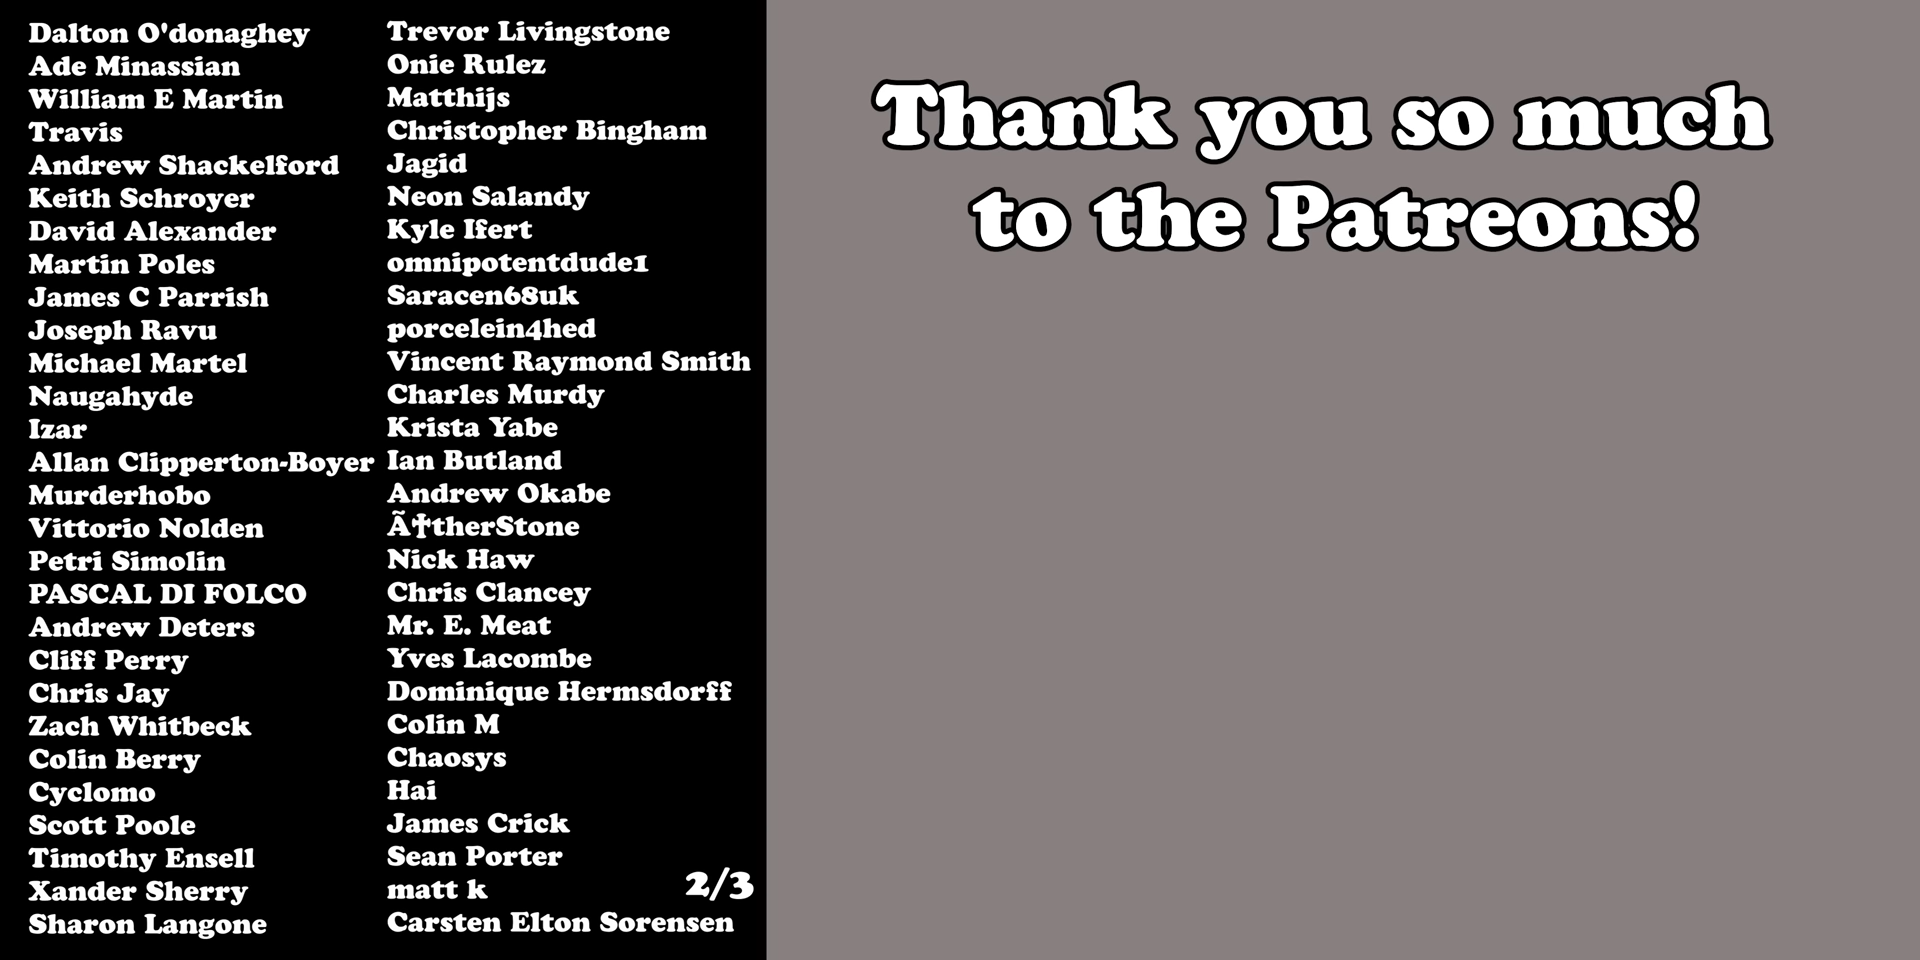 Dalton O'donaghey
Ade Minassian
William E Martin
Travis
Andrew Shackelford
Keith Schroyer
David Alexander
Martin Poles
James C Parrish
Joseph Ravu
Michael Martel
Naugahyde
Izar
Allan Clipperton-Boyer
Murderhobo
Vittorio Nolden
Petri Simolin
PASCAL DI FOLCO
Andrew Deters
Cliff Perry
Chris Jay
Zach Whitbeck
Colin Berry
Cyclomo
Scott Poole
Timothy Ensell
Xander Sherry
Sharon Langone
Trevor Livingstone
Onie Rulez
Matthijs
Christopher Bingham
Jagid
Neon Salandy
Kyle Ifert
omnipotentdude1
Saracen68uk
porcelein4hed
Vincent Raymond Smith
Charles Murdy
Krista Yabe
Ian Butland
Andrew Okabe
Ã†therStone
Nick Haw
Chris Clancey
Mr. E. Meat
Yves Lacombe
Dominique Hermsdorff
Colin M
Chaosys
Hai
James Crick
Sean Porter
matt k
Carsten Elton Sorensen
2/3
Thank you so much
to the Patreons!